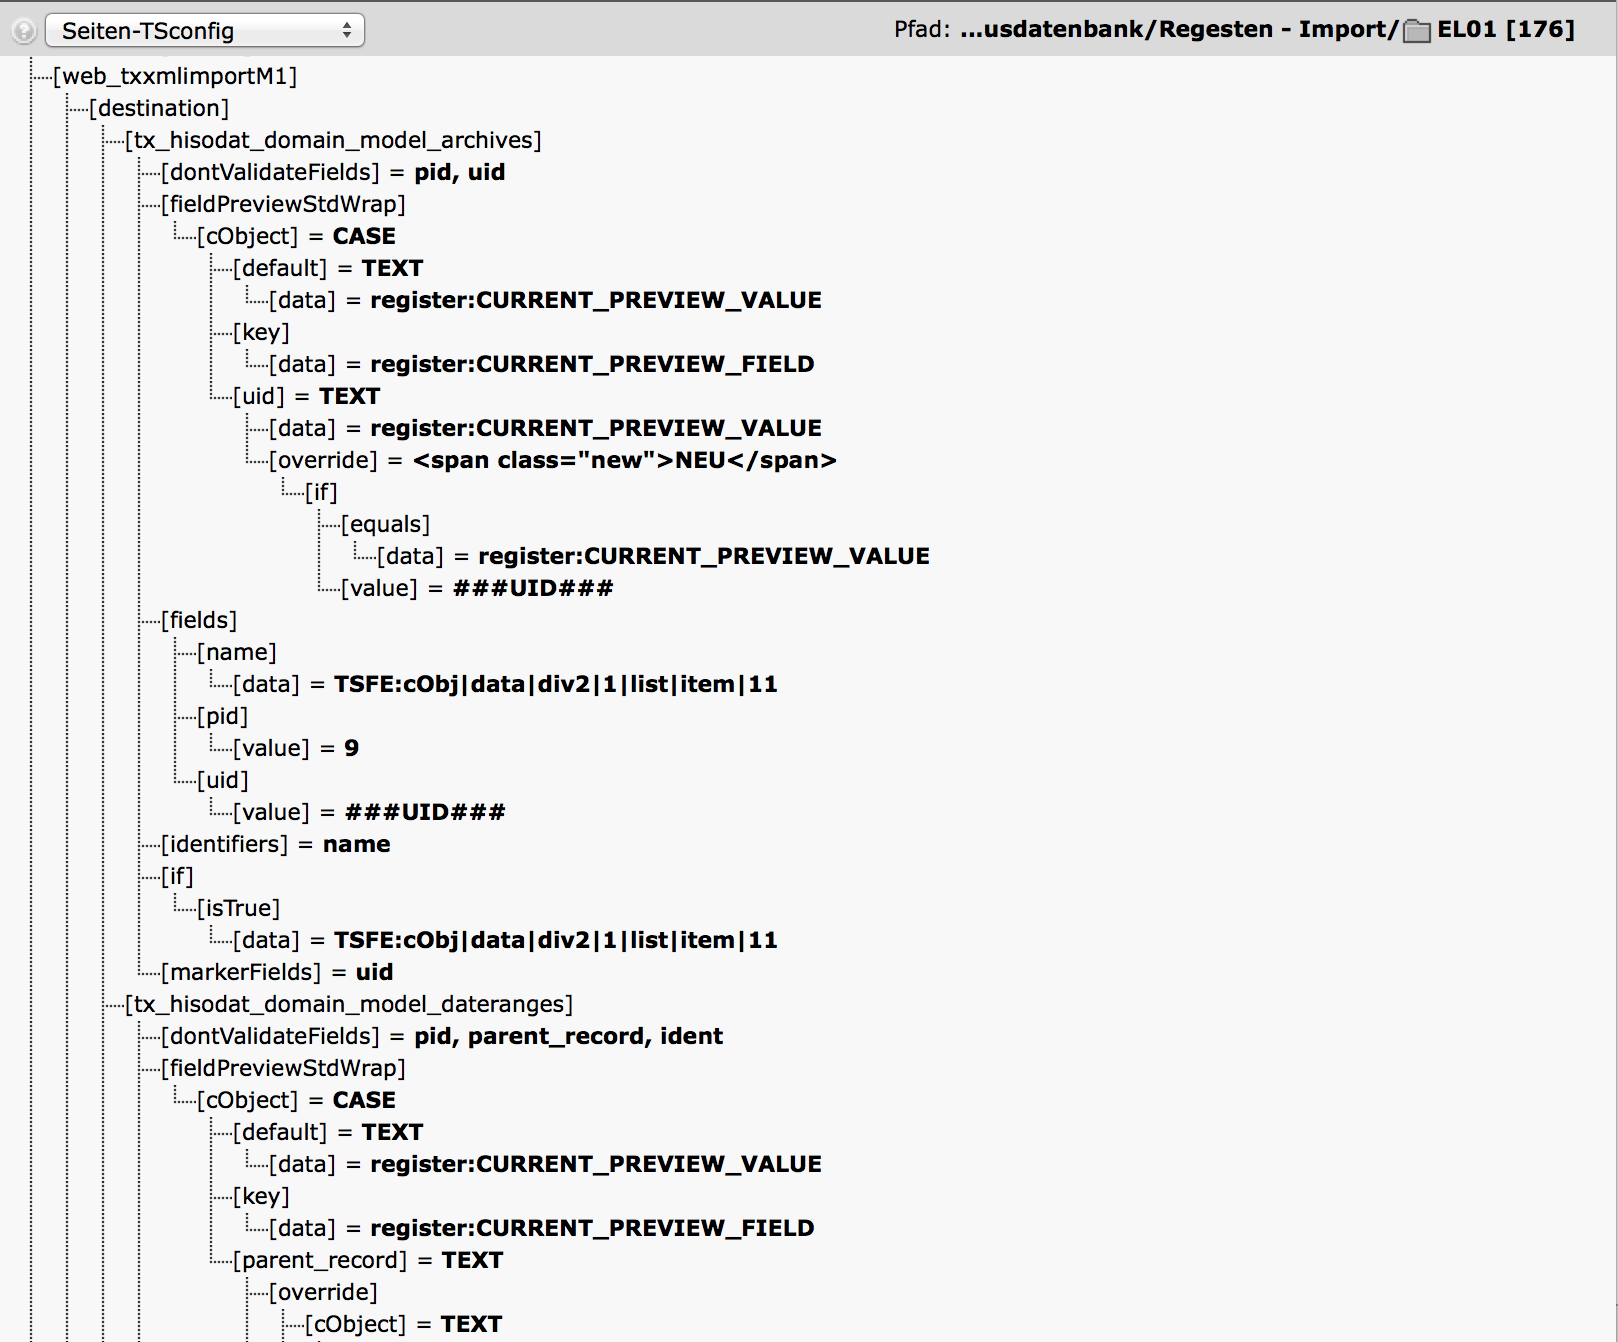 ?
Seiten-TSconfig
Pfad: ...usdatenbank/Regesten - Import/ EL01 [176]
[web_txxmlimportM1]
[destination]
[tx_hisodat_domain_model_archives]
[dontValidateFields] = pid, uid
[fieldPreviewStdWrap]
[cObject] = CASE
[default] = TEXT
[data] = register:CURRENT_PREVIEW_VALUE
[key]
[data] = register:CURRENT_PREVIEW_FIELD
[uid] = TEXT
[data] = register:CURRENT_PREVIEW_VALUE
[override] = <span class="new">NEU</span>
[if]
[equals]
[data] = register:CURRENT_PREVIEW_VALUE
[value] = ###UID###
[fields]
[name]
[data] = TSFE:cObj|data|div2|1|list|item|11
[pid]
[value] = 9
[uid]
[value] = ###UID###
[identifiers] = name
[if]
[isTrue]
[data] = TSFE:cObj|data|div2|1|list|item|11
[markerFields] = uid
[tx_hisodat_domain_model_dateranges]
[dontValidateFields] = pid, parent_record, ident
[fieldPreviewStdWrap]
[cObject] = CASE
[default] = TEXT
[data] = register:CURRENT_PREVIEW_VALUE
[key]
[data] = register:CURRENT_PREVIEW_FIELD
[parent_record] = TEXT
[override]
[cObject] = TEXT